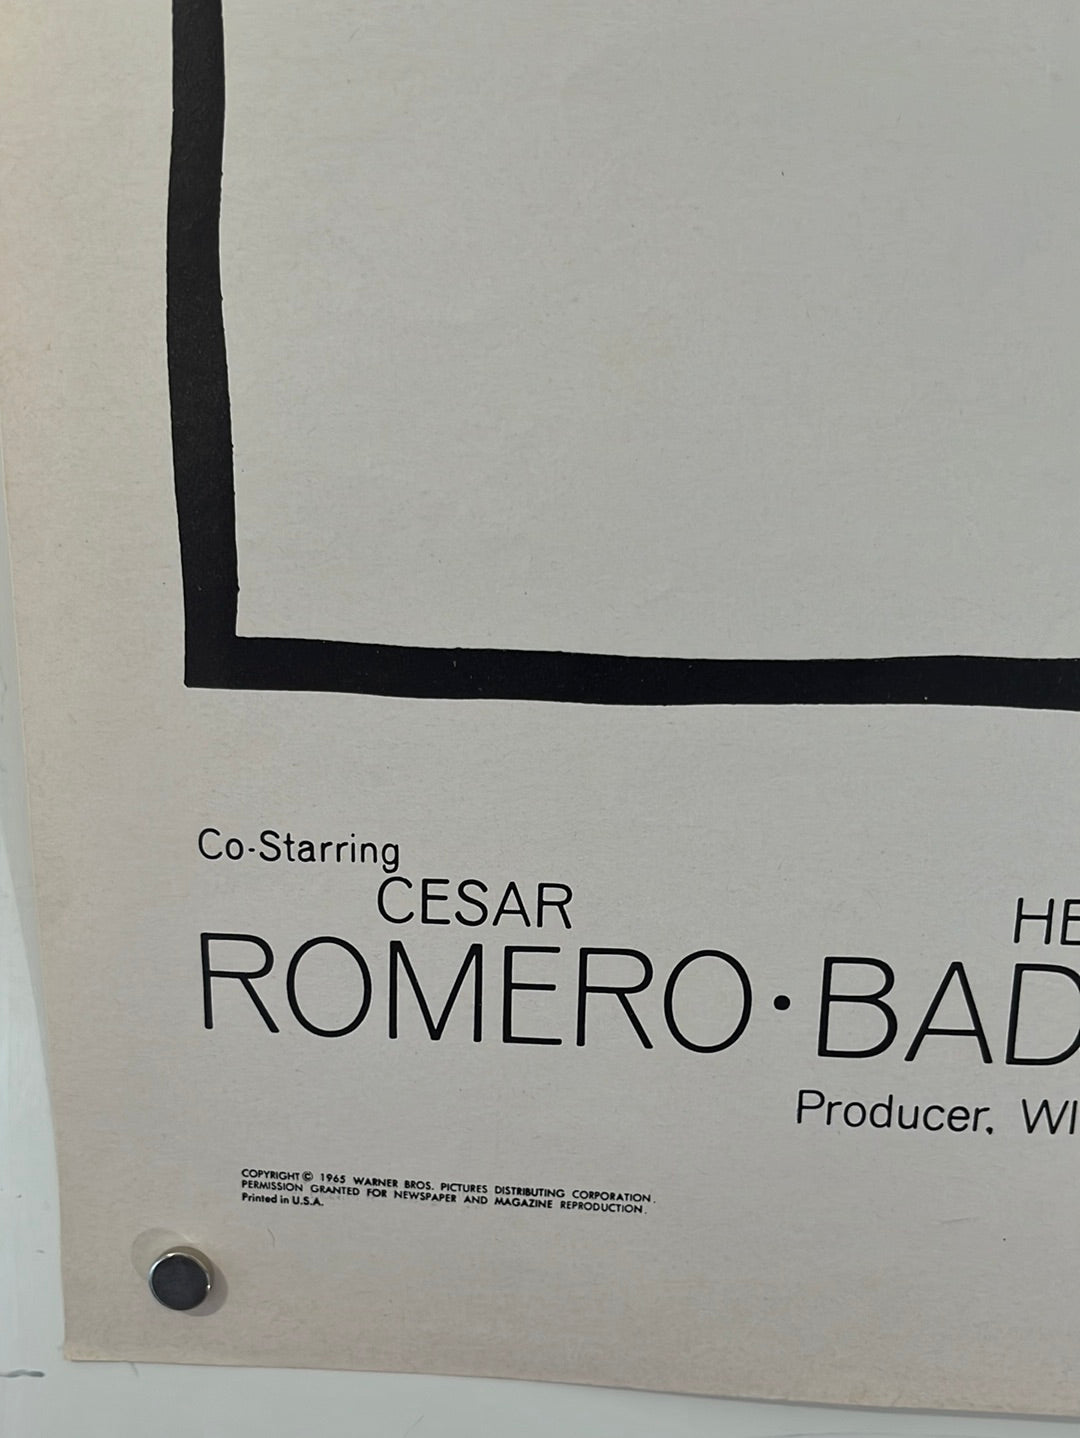 Co-Starring
CESAR HE
ROMERO • BAD
Producer, WI
COPYRIGHT © 1965 WARNER BROS. PICTURES DISTRIBUTING CORPORATION.
PERMISSION GRANTED FOR NEWSPAPER AND MAGAZINE REPRODUCTION.
Printed in U.S.A.